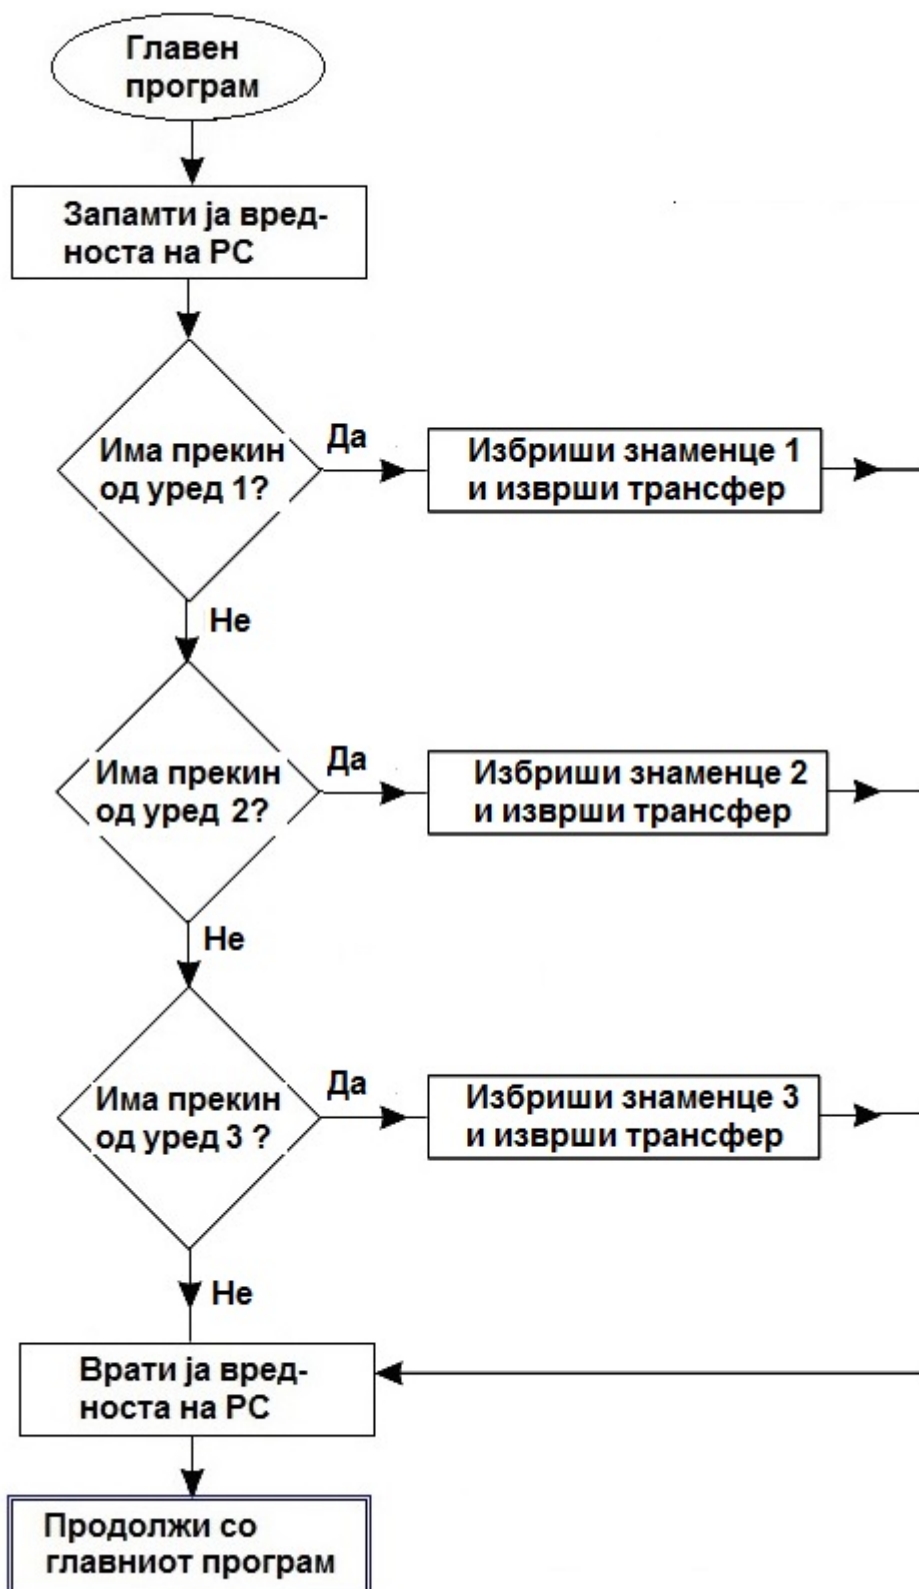 Главен
програм
Запамти ја вред-
носта на PC
Има прекин
од уред 1?
Да
Избриши знаменце 1
и изврши трансфер
Не
Има прекин
од уред 2?
Да
Избриши знаменце 2
и изврши трансфер
Не
Има прекин
од уред 3 ?
Да
Избриши знаменце 3
и изврши трансфер
Не
Врати ја вред-
носта на PC
Продолжи со
главниот програм